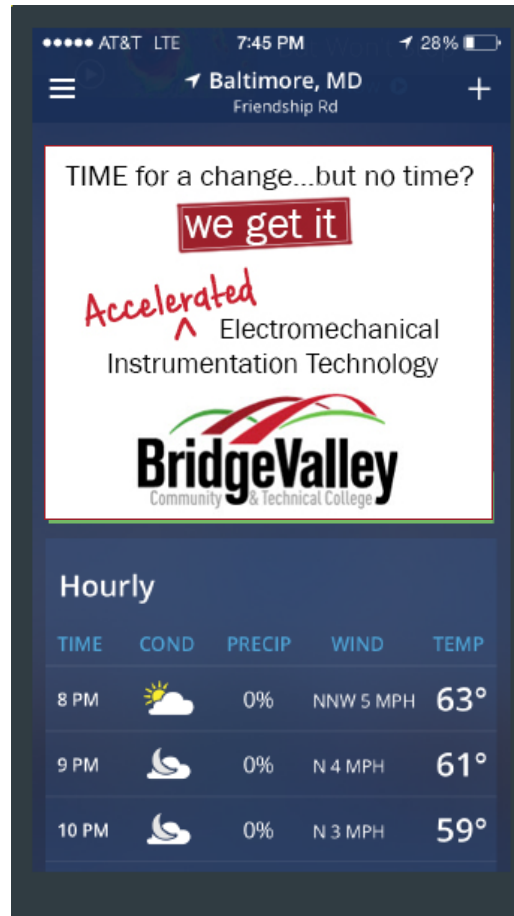 AT&T LTE 7:45 PM 28%
Baltimore, MD
Friendship Rd
TIME for a change...but no time?
we get it
Accelerated
Electromechanical
Instrumentation Technology
BridgeValley
Community & Technical College
Hourly
TIME COND PRECIP WIND TEMP
8 PM 0% NNW 5 MPH 63°
9 PM 0% N 4 MPH 61°
10 PM 0% N 3 MPH 59°